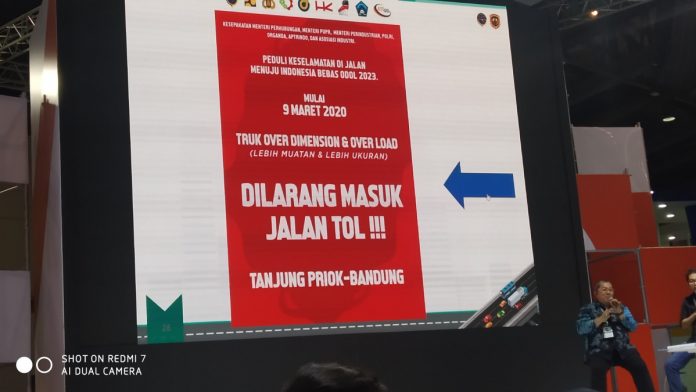 KESEPAKATAN MENTERI PERHUBUNGAN, MENTERI PUPR, MENTERI PERINDUSTRIAN, POLRI,
ORGANDA, APTRINDO, DAN ASOSIASI INDUSTRI.
PEDULI KESELAMATAN DI JALAN
MENUJU INDONESIA BEBAS ODOL 2023.
MULAI
9 MARET 2020
TRUK OVER DIMENSION & OVER LOAD
(LEBIH MUATAN & LEBIH UKURAN)
DILARANG MASUK
JALAN TOL !!!
TANJUNG PRIOK-BANDUNG
26
SHOT ON REDMI 7
AI DUAL CAMERA